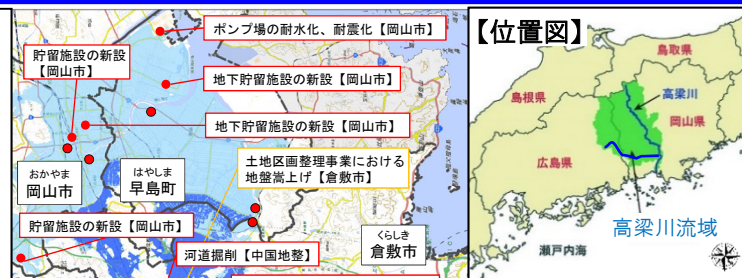 ポンプ場の耐水化、耐震化【岡山市】
貯留施設の新設
【岡山市】
地下貯留施設の新設【岡山市】
地下貯留施設の新設【岡山市】
土地区画整理事業における
地盤嵩上げ【倉敷市】
おかやま
岡山市
はやしま
早島町
貯留施設の新設【岡山市】
河道掘削【中国地整】
くらしき
倉敷市
【位置図】
鳥取県
島根県
高梁川
岡山県
広島県
高梁川流域
瀬戸内海